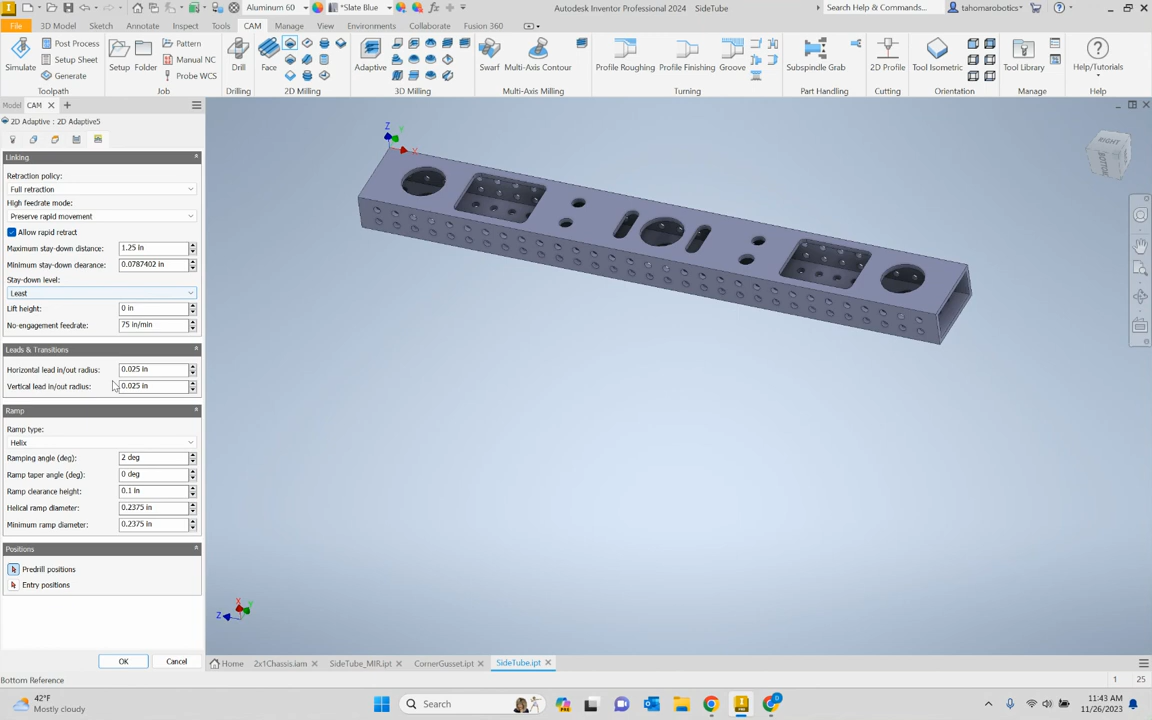 Aluminum 60
*Slate Blue
Autodesk Inventor Professional 2024 SideTube
Search Help & Commands...
tahomarobotics
File 3D Model Sketch Annotate Inspect Tools CAM Manage View Environments Collaborate Fusion 360
Simulate Post Process Setup Sheet Generate
Setup Folder Pattern Manual NC Probe WCS
Drill Face Adaptive Swarf Multi-Axis Contour Profile Roughing Profile Finishing Groove Subspindle Grab 2D Profile Tool Isometric Tool Library Help/Tutorials
Toolpath Job Drilling 2D Milling 3D Milling Multi-Axis Milling Turning Part Handling Cutting Orientation Manage Help
Model CAM
2D Adaptive : 2D Adaptive5
Linking
Retraction policy:
Full retraction
High feedrate mode:
Preserve rapid movement
Allow rapid retract
Maximum stay-down distance: 1.25 in
Minimum stay-down clearance: 0.0787402 in
Stay-down level:
Least
Lift height: 0 in
No-engagement feedrate: 75 in/min
Leads & Transitions
Horizontal lead in/out radius: 0.025 in
Vertical lead in/out radius: 0.025 in
Ramp
Ramp type:
Helix
Ramping angle (deg): 2 deg
Ramp taper angle (deg): 0 deg
Ramp clearance height: 0.1 in
Helical ramp diameter: 0.2375 in
Minimum ramp diameter: 0.2375 in
Positions
Predrill positions
Entry positions
OK Cancel
Z Y X
RIGHT
BOTTOM
X Y Z
Home 2x1Chassis.iam SideTube_MIR.ipt CornerGusset.ipt SideTube.ipt
Bottom Reference
1 25
42°F
Mostly cloudy
Search
11:43 AM
11/26/2023